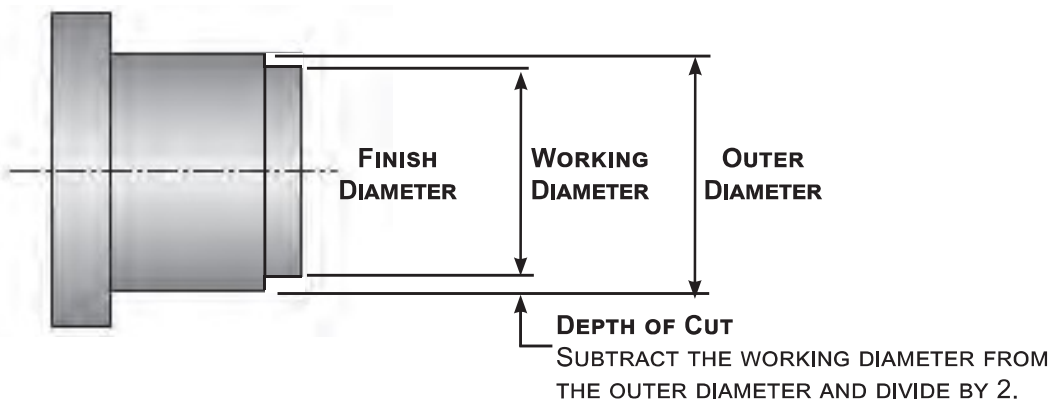 FINISH
DIAMETER
WORKING
DIAMETER
OUTER
DIAMETER
DEPTH OF CUT
SUBTRACT THE WORKING DIAMETER FROM
THE OUTER DIAMETER AND DIVIDE BY 2.